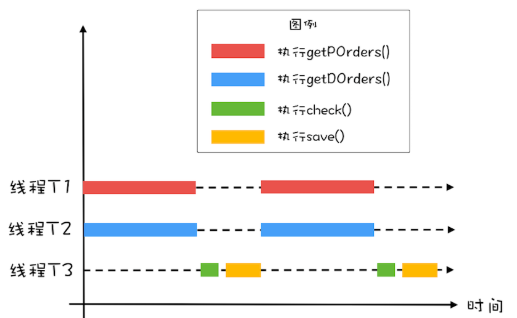 图例
执行getPOrders()
执行getDOrders()
执行check()
执行save()
线程T1
线程T2
线程T3
时间